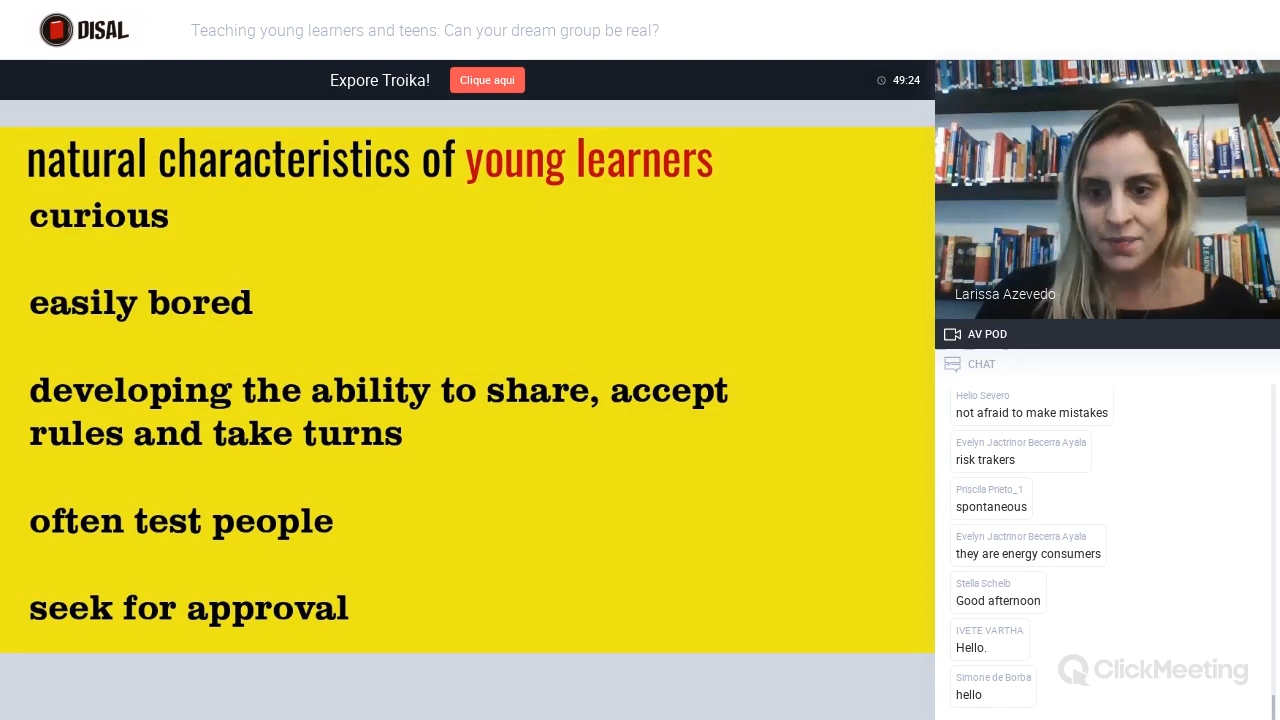 DISAL
Teaching young learners and teens: Can your dream group be real?
Expore Troika!
Clique aqui
49:24
natural characteristics of young learners
curious
easily bored
developing the ability to share, accept
rules and take turns
often test people
seek for approval
Larissa Azevedo
AV POD
CHAT
Helio Severo
not afraid to make mistakes
Evelyn Jactrinor Becerra Ayala
risk trakers
Priscila Prieto_1
spontaneous
Evelyn Jactrinor Becerra Ayala
they are energy consumers
Stella Schelb
Good afternoon
IVETE VARTHA
Hello.
Simone de Borba
hello
ClickMeeting